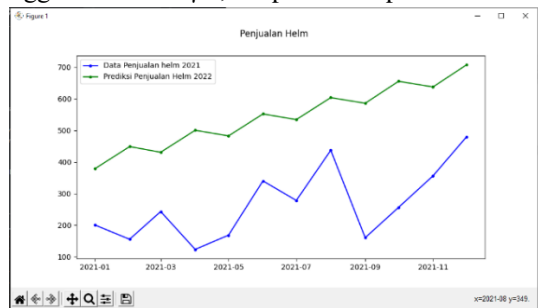 Figure 1
Penjualan Helm
Data Penjualan helm 2021
Prediksi Penjualan Helm 2022
700
600
500
400
300
200
100
2021-01
2021-03
2021-05
2021-07
2021-09
2021-11
x=2021-08 y=349.